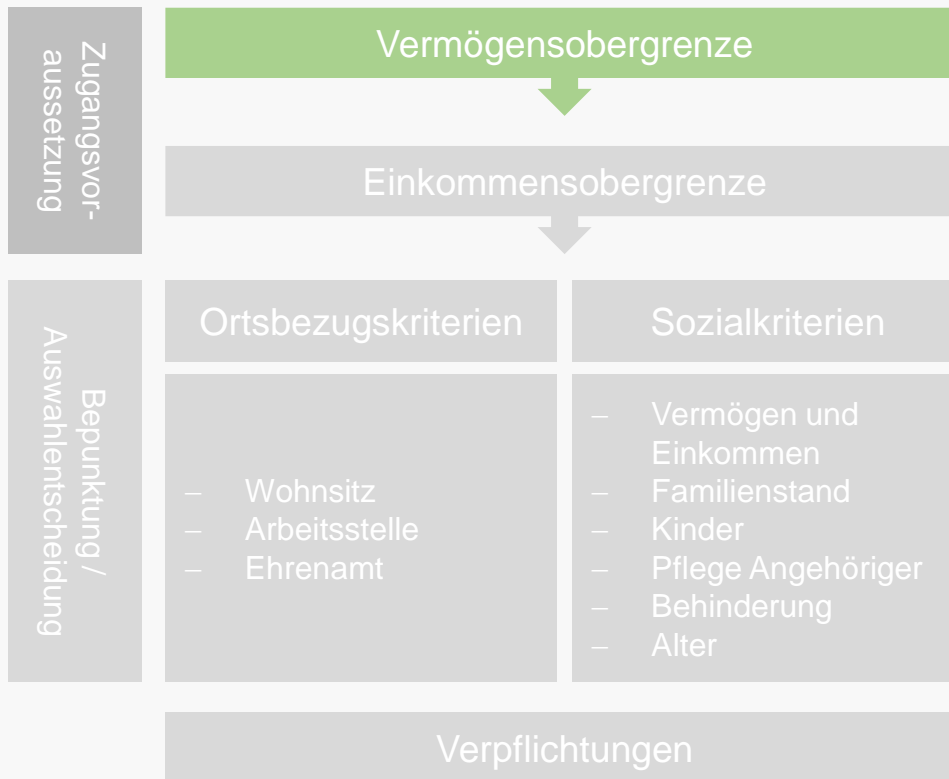 Zugangsvor-
aussetzung
Vermögensobergrenze
Einkommensobergrenze
Bepunktung /
Auswahlentscheidung
Ortsbezugskriterien
– Wohnsitz
– Arbeitsstelle
– Ehrenamt
Sozialkriterien
– Vermögen und
Einkommen
– Familienstand
– Kinder
– Pflege Angehöriger
– Behinderung
– Alter
Verpflichtungen